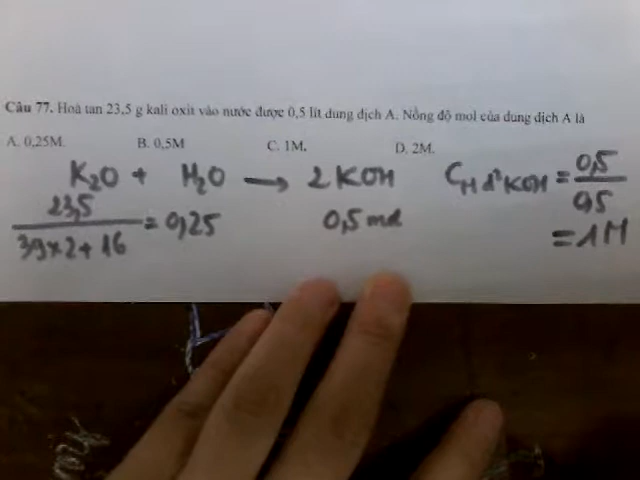 Câu 77. Hoà tan 23,5 g kali oxit vào nước được 0,5 lít dung dịch A. Nồng độ mol của dung dịch A là
A. 0,25M. B. 0,5M C. 1M. D. 2M.
K₂O + H₂O → 2KOH
23,5 / 39x2+16 = 0,25 0,5 mol
CM d² KOH = 0,5 / 0,5
= 1M